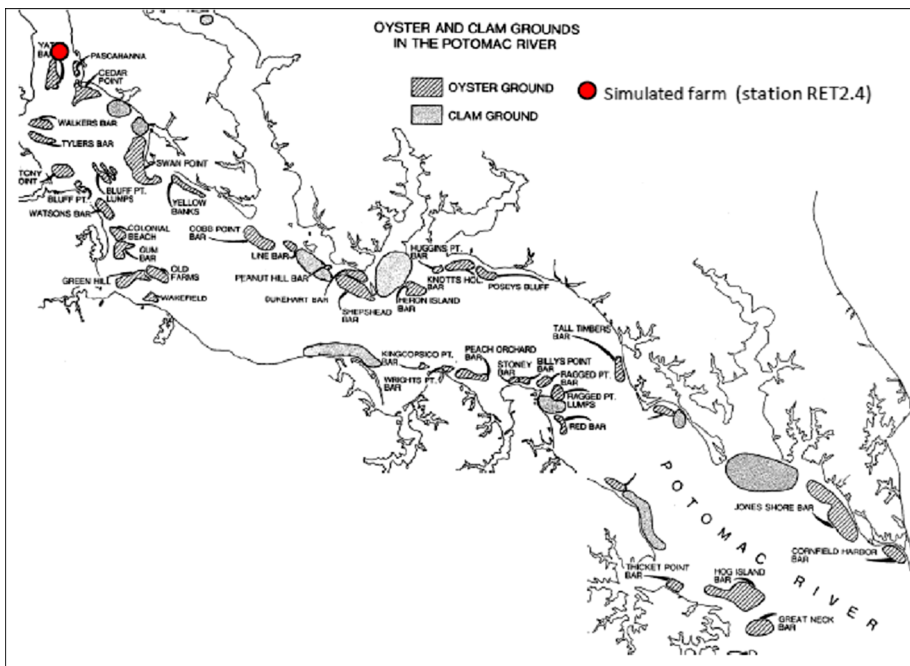 OYSTER AND CLAM GROUNDS
IN THE POTOMAC RIVER
OYSTER GROUND
CLAM GROUND
Simulated farm (station RET2.4)
PASCAHANNA
CEDAR
POINT
WALKERS BAR
TYLERS BAR
SWAN POINT
TONY
BLUFF PT.
BLUFF PT.
LUMPS
YELLOW
BANKS
WATSONS BAR
COLONIAL
BEACH
GUM
BAR
COBB POINT
BAR
LINE BAR
GREEN HILL
OLD
FARMS
WAKEFIELD
PEANUT HILL BAR
DUKEHART BAR
SHEPSHEAD
BAR
HUGGINS PT.
BAR
KNOTTS HOL.
BAR
HERON ISLAND
BAR
POSEYS BLUFF
TALL TIMBERS
BAR
KINGCOPSICO PT.
BAR
WRIGHTS PT.
BAR
PEACH ORCHARD
BAR
STONEY
BAR
BILLYS POINT
BAR
RAGGED PT.
BAR
RAGGED PT.
LUMPS
RED BAR
POTOMAC RIVER
JONES SHORE BAR
CORNFIELD HARBOR
BAR
THICKET POINT
BAR
HOG ISLAND
BAR
GREAT NECK
BAR